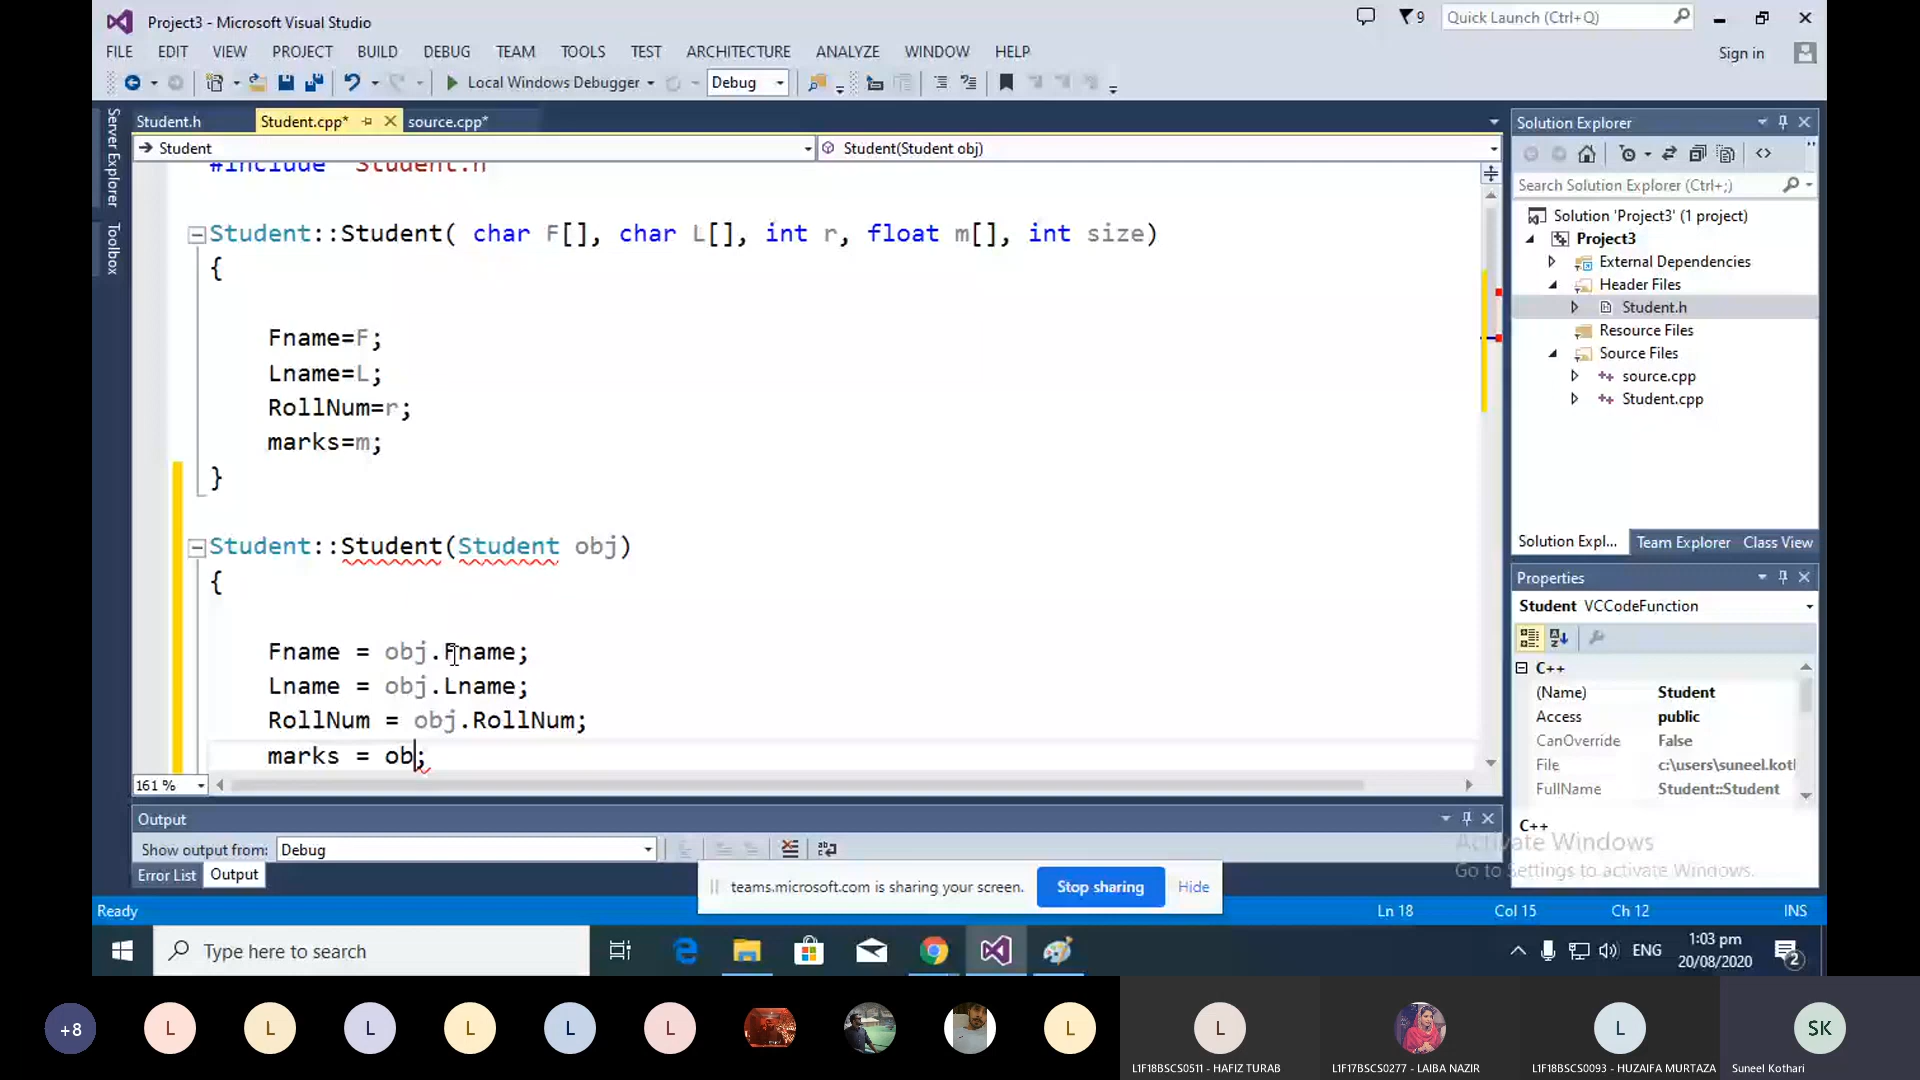 Project3 - Microsoft Visual Studio
9
Quick Launch (Ctrl+Q)
FILE EDIT VIEW PROJECT BUILD DEBUG TEAM TOOLS TEST ARCHITECTURE ANALYZE WINDOW HELP
Sign in
Local Windows Debugger
Debug
Server Explorer
Toolbox
Student.h
Student.cpp*
source.cpp*
Student
Student(Student obj)
#include "Student.h"
Student::Student( char F[], char L[], int r, float m[], int size)
{
Fname=F;
Lname=L;
RollNum=r;
marks=m;
}
Student::Student(Student obj)
{
Fname = obj.Fname;
Lname = obj.Lname;
RollNum = obj.RollNum;
marks = ob;
161 %
Solution Explorer
Search Solution Explorer (Ctrl+;)
Solution 'Project3' (1 project)
Project3
External Dependencies
Header Files
Student.h
Resource Files
Source Files
source.cpp
Student.cpp
Solution Expl... Team Explorer Class View
Properties
Student VCCodeFunction
C++
(Name) Student
Access public
CanOverride False
File c:\users\suneel.kotl
FullName Student::Student
C++
Output
Show output from: Debug
Error List Output
Activate Windows
Go to Settings to activate Windows.
teams.microsoft.com is sharing your screen.
Stop sharing
Hide
Ready
Ln 18
Col 15
Ch 12
INS
Type here to search
ENG
1:03 pm
20/08/2020
2
+8
L
L
L
L
L
L
L
L
L
SK
L1F18BSCS0511 - HAFIZ TURAB
L1F17BSCS0277 - LAIBA NAZIR
L1F18BSCS0093 - HUZAIFA MURTAZA
Suneel Kothari